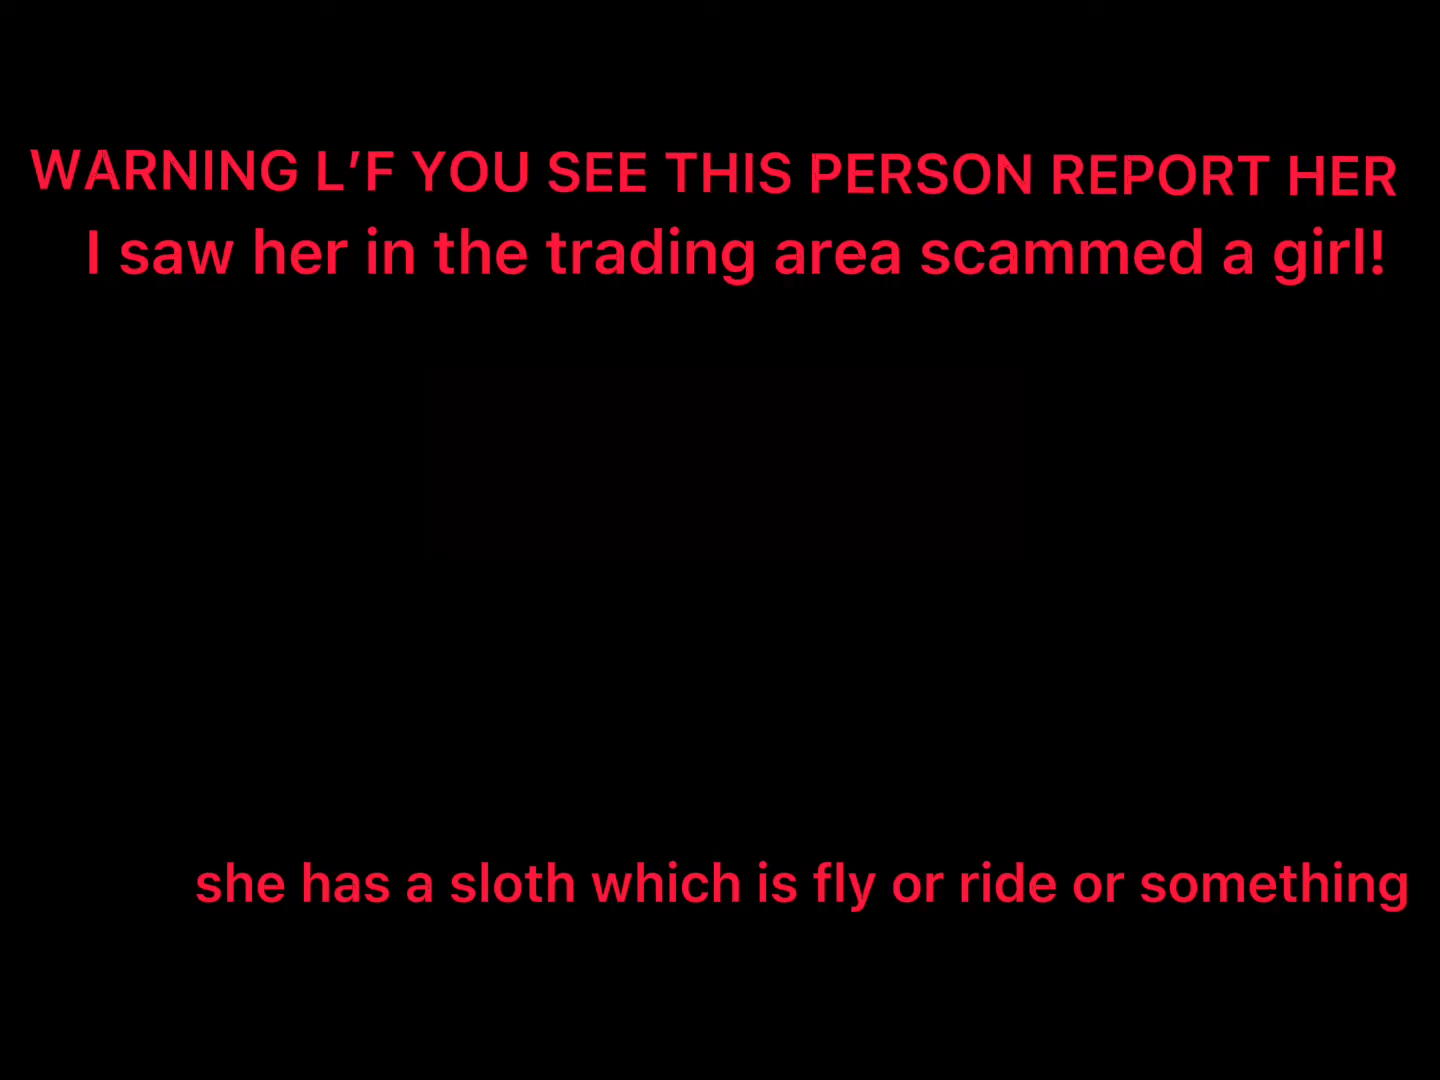 WARNING L’F YOU SEE THIS PERSON REPORT HER
I saw her in the trading area scammed a girl!
she has a sloth which is fly or ride or something